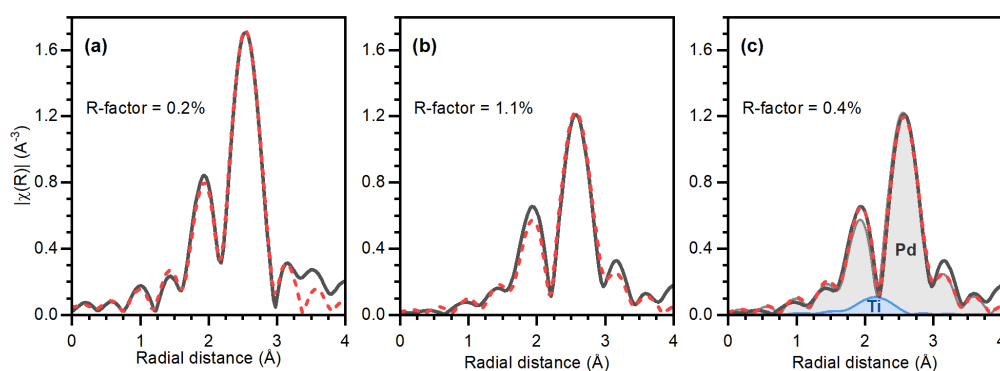 (a)
R-factor = 0.2%
|χ(R)| (A⁻³)
1.6
1.2
0.8
0.4
0.0
0 1 2 3 4
Radial distance (Å)
(b)
R-factor = 1.1%
1.6
1.2
0.8
0.4
0.0
0 1 2 3 4
Radial distance (Å)
(c)
R-factor = 0.4%
1.6
1.2
0.8
0.4
0.0
Pd
Ti
0 1 2 3 4
Radial distance (Å)